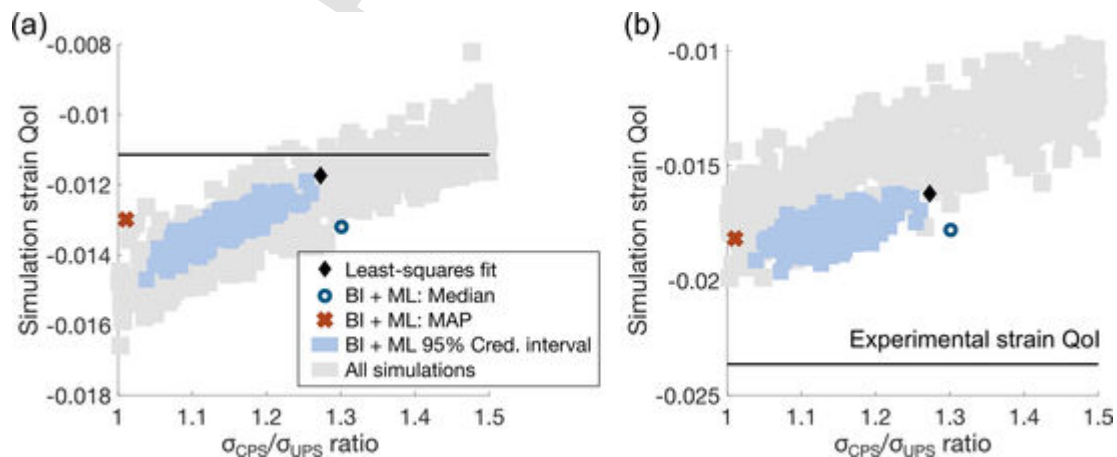 (a)
-0.008
-0.01
-0.012
-0.014
-0.016
-0.018
Simulation strain QoI
1 1.1 1.2 1.3 1.4 1.5
σCPS/σUPS ratio
Least-squares fit
BI + ML: Median
BI + ML: MAP
BI + ML 95% Cred. interval
All simulations
(b)
-0.01
-0.015
-0.02
-0.025
Simulation strain QoI
Experimental strain QoI
1 1.1 1.2 1.3 1.4 1.5
σCPS/σUPS ratio